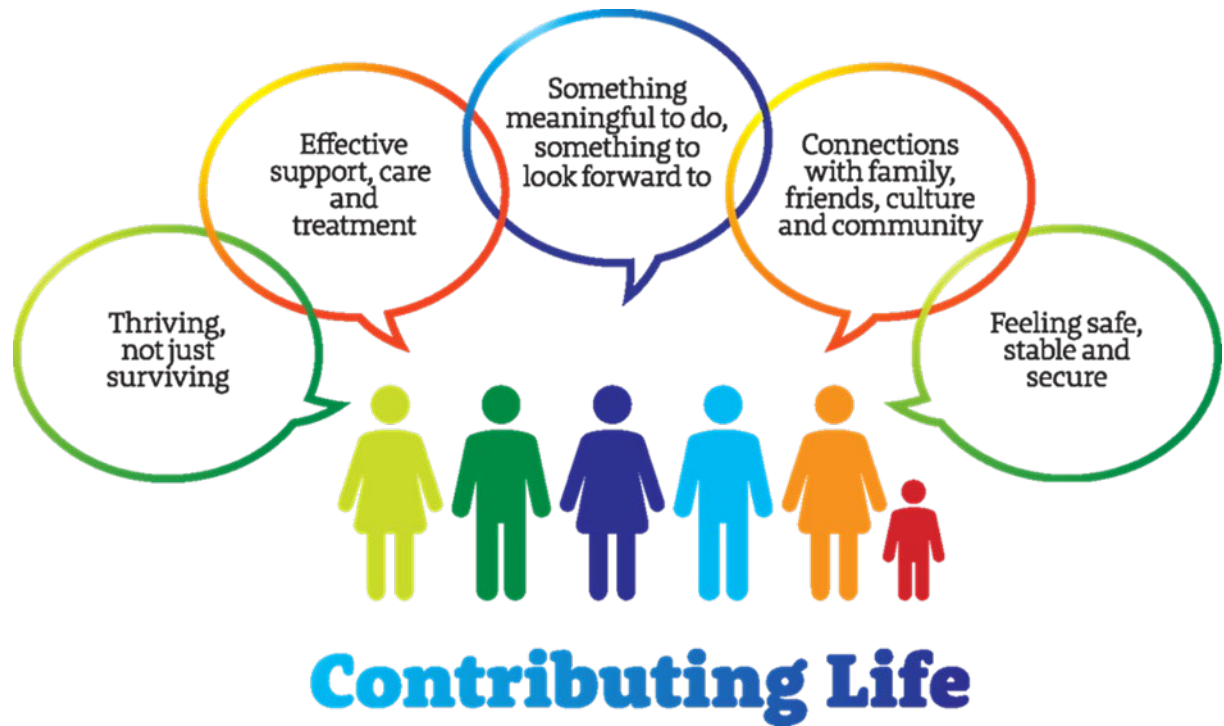 Thriving,
not just
surviving
Effective
support, care
and
treatment
Something
meaningful to do,
something to
look forward to
Connections
with family,
friends, culture
and community
Feeling safe,
stable and
secure
Contributing Life